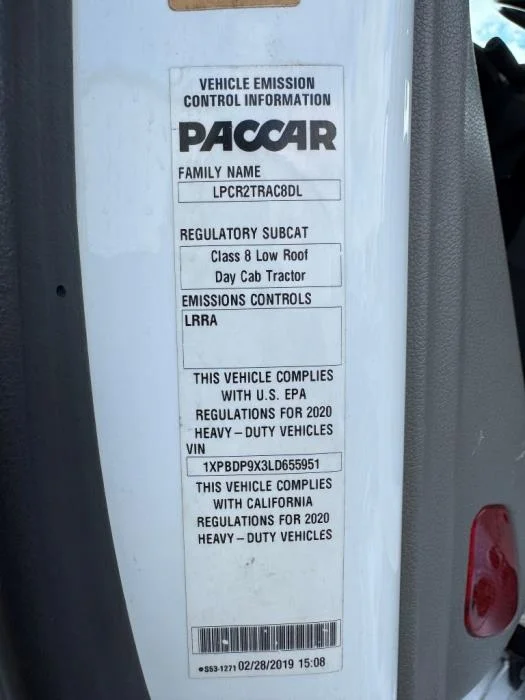 VEHICLE EMISSION
CONTROL INFORMATION
PACCAR
FAMILY NAME
LPCR2TRAC8DL
REGULATORY SUBCAT
Class 8 Low Roof
Day Cab Tractor
EMISSIONS CONTROLS
LRRA
THIS VEHICLE COMPLIES
WITH U.S. EPA
REGULATIONS FOR 2020
HEAVY – DUTY VEHICLES
VIN
1XPBDP9X3LD655951
THIS VEHICLE COMPLIES
WITH CALIFORNIA
REGULATIONS FOR 2020
HEAVY – DUTY VEHICLES
●S53-1271 02/28/2019 15:08